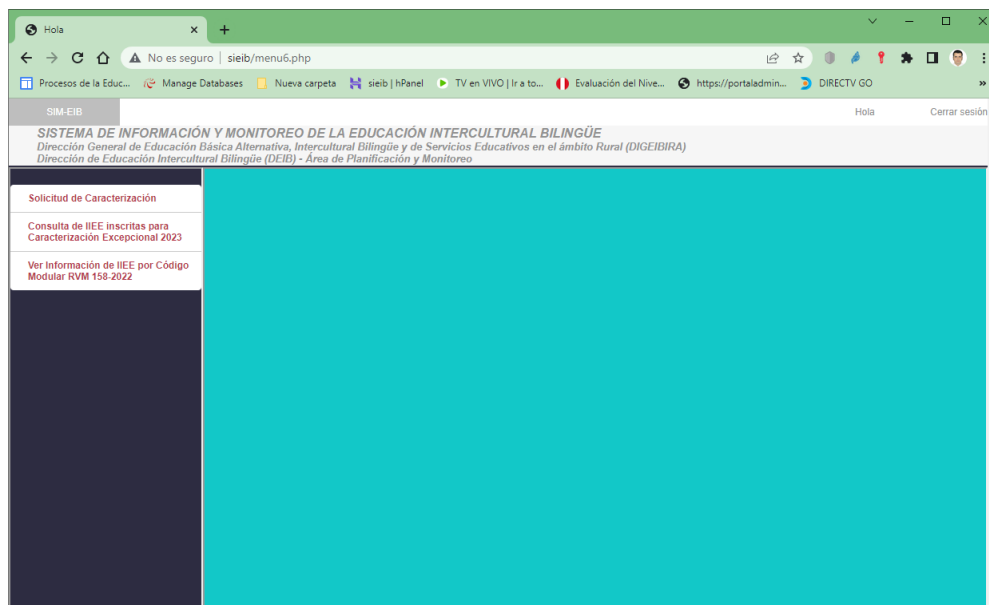 Hola
No es seguro | sieib/menu6.php
Procesos de la Educ... Manage Databases Nueva carpeta sieib | hPanel TV en VIVO | Ir a to... Evaluación del Nive... https://portaladmin... DIRECTV GO »
SIM-EIB Hola Cerrar sesión
SISTEMA DE INFORMACIÓN Y MONITOREO DE LA EDUCACIÓN INTERCULTURAL BILINGÜE
Dirección General de Educación Básica Alternativa, Intercultural Bilingüe y de Servicios Educativos en el ámbito Rural (DIGEIBIRA)
Dirección de Educación Intercultural Bilingüe (DEIB) - Área de Planificación y Monitoreo
Solicitud de Caracterización
Consulta de IIEE inscritas para
Caracterización Excepcional 2023
Ver Información de IIEE por Código
Modular RVM 158-2022